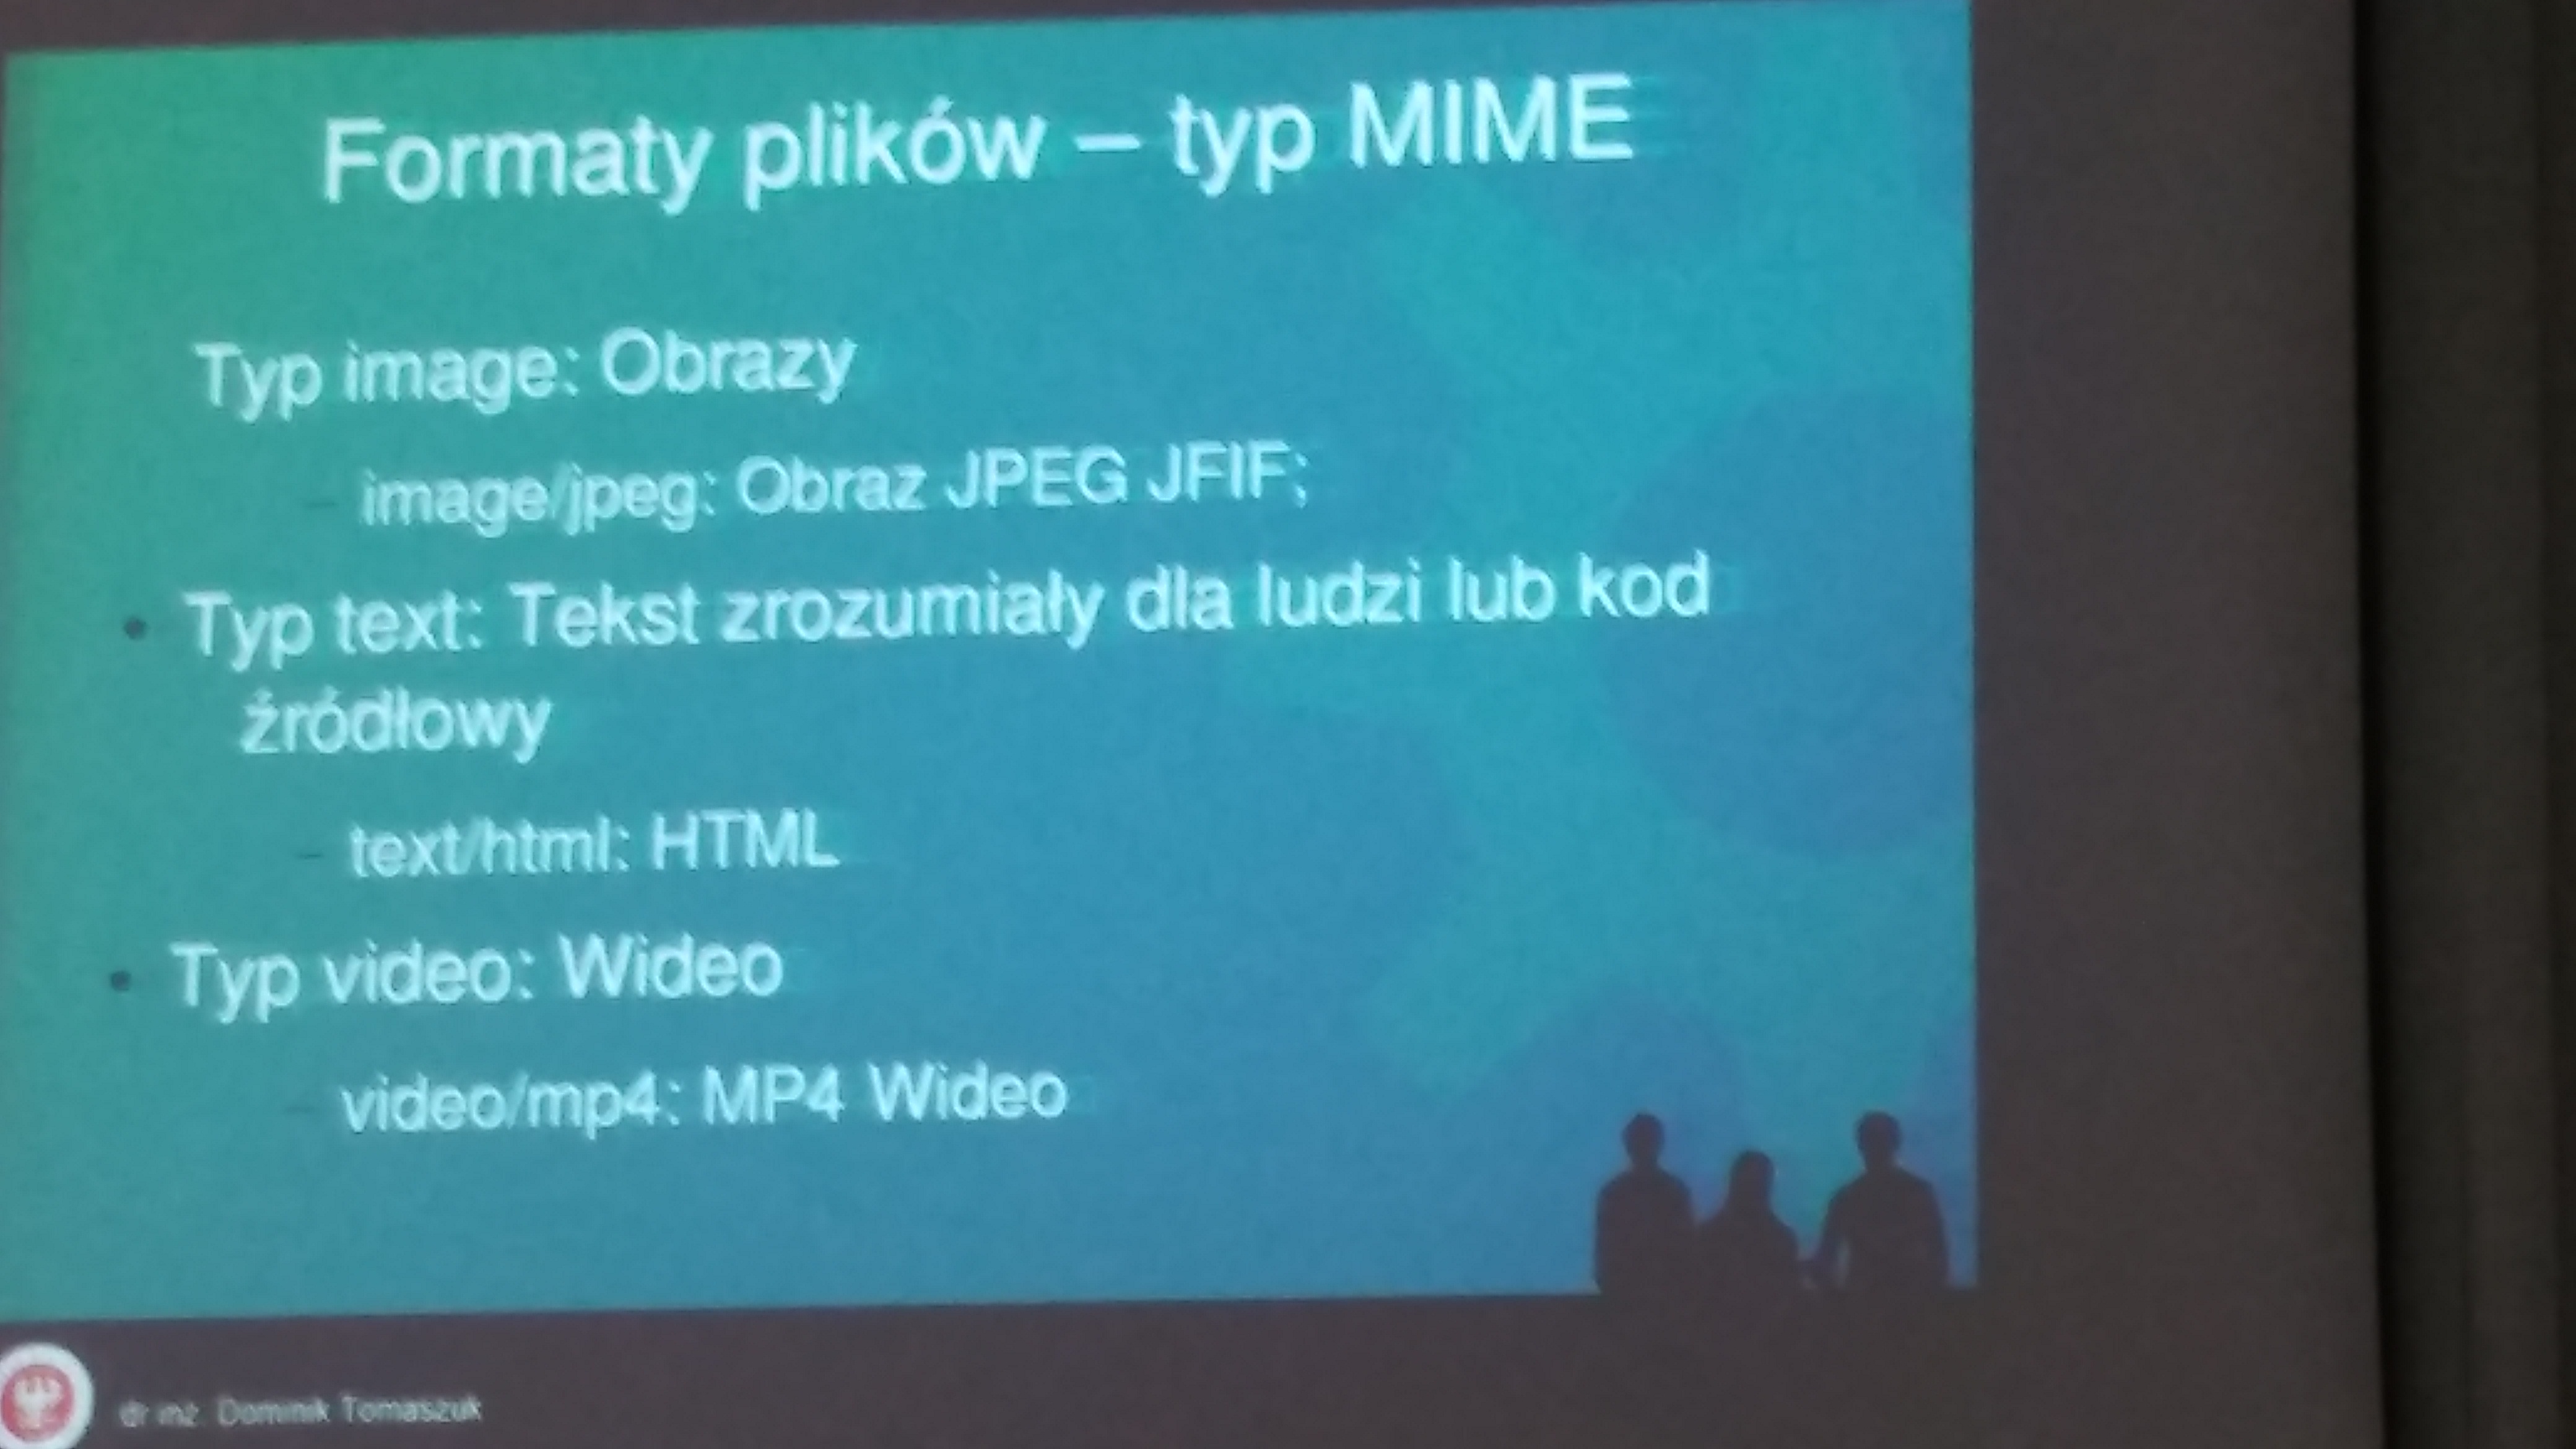 Formaty plików – typ MIME
Typ image: Obrazy
– image/jpeg: Obraz JPEG JFIF;
• Typ text: Tekst zrozumiały dla ludzi lub kod
źródłowy
– text/html: HTML
• Typ video: Wideo
– video/mp4: MP4 Wideo
dr inż. Dominik Tomaszuk